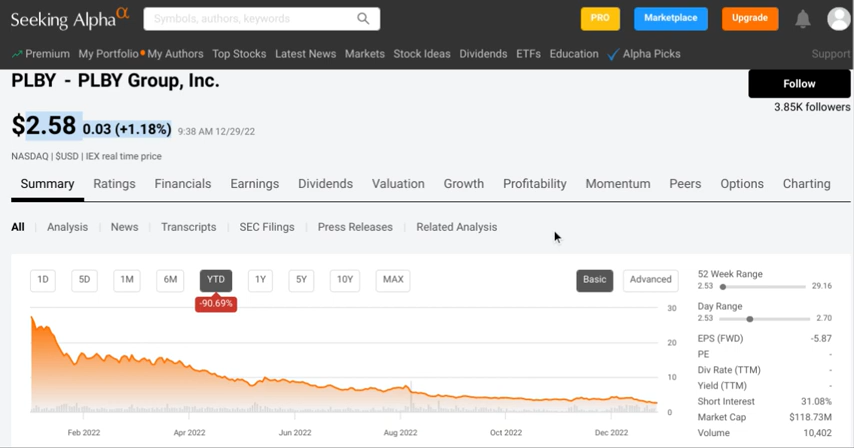 Seeking Alpha α
Symbols, authors, keywords
PRO
Marketplace
Upgrade
Premium My Portfolio My Authors Top Stocks Latest News Markets Stock Ideas Dividends ETFs Education Alpha Picks Support
PLBY - PLBY Group, Inc.
Follow
3.85K followers
$2.58 0.03 (+1.18%) 9:38 AM 12/29/22
NASDAQ | $USD | IEX real time price
Summary Ratings Financials Earnings Dividends Valuation Growth Profitability Momentum Peers Options Charting
All Analysis News Transcripts SEC Filings Press Releases Related Analysis
1D 5D 1M 6M YTD 1Y 5Y 10Y MAX Basic Advanced
-90.69%
30
20
10
0
Feb 2022 Apr 2022 Jun 2022 Aug 2022 Oct 2022 Dec 2022
52 Week Range
2.53 29.16
Day Range
2.53 2.70
EPS (FWD) -5.87
PE -
Div Rate (TTM) -
Yield (TTM) -
Short Interest 31.08%
Market Cap $118.73M
Volume 10,402